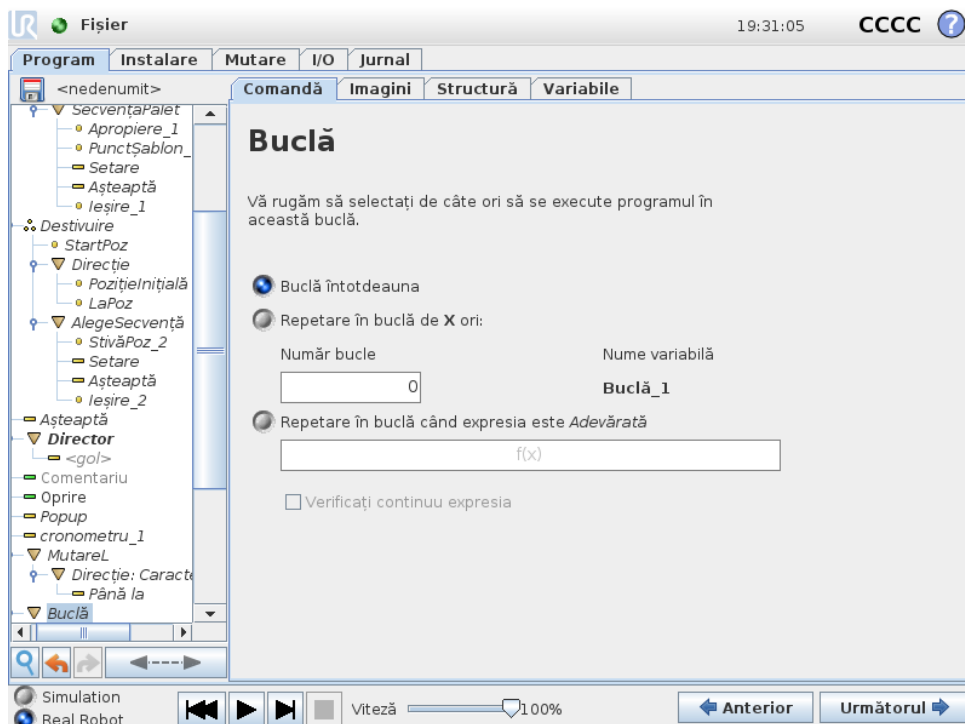 UR Fișier 19:31:05 CCCC ?
Program Instalare Mutare I/O Jurnal
<nedenumit>
Comandă Imagini Structură Variabile
SecvențaPalet
Apropiere_1
PunctȘablon_
Setare
Așteaptă
Ieșire_1
Destivuire
StartPoz
Direcție
PozițieInițială
LaPoz
AlegeSecvență
StivăPoz_2
Setare
Așteaptă
Ieșire_2
Așteaptă
Director
<gol>
Comentariu
Oprire
Popup
cronometru_1
MutareL
Direcție: Caracte
Până la
Buclă
Buclă
Vă rugăm să selectați de câte ori să se execute programul în
această buclă.
Buclă întotdeauna
Repetare în buclă de X ori:
Număr bucle Nume variabilă
0 Buclă_1
Repetare în buclă când expresia este Adevărată
f(x)
Verificați continuu expresia
Simulation
Real Robot
Viteză 100%
Anterior Următorul